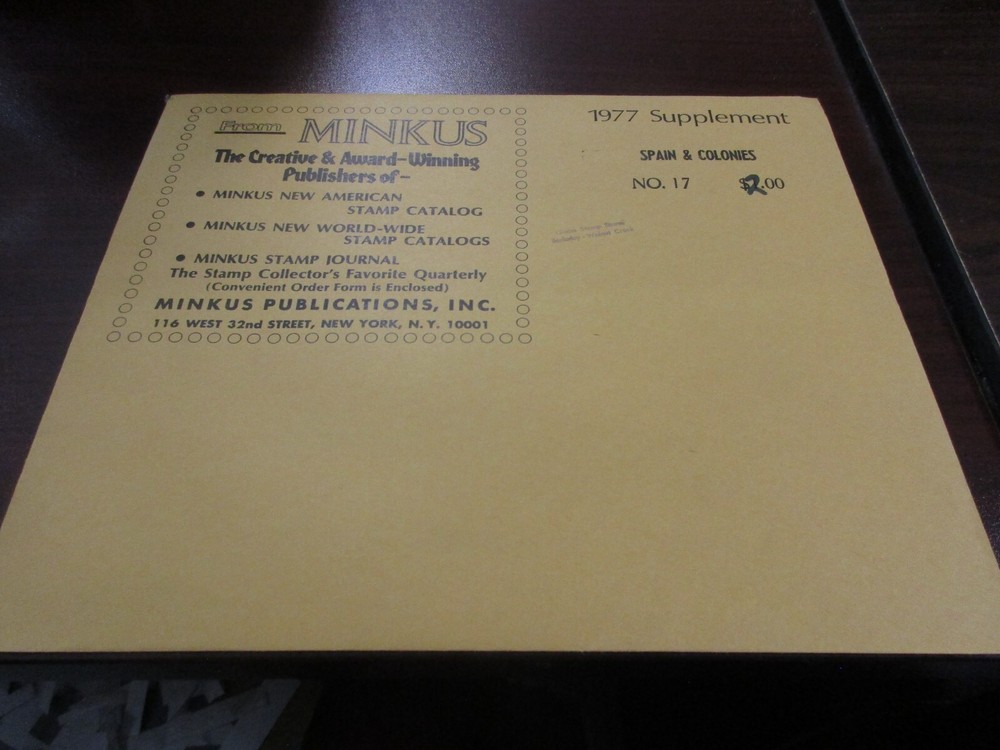 From MINKUS
The Creative & Award-Winning
Publishers of-
• MINKUS NEW AMERICAN
STAMP CATALOG
• MINKUS NEW WORLD-WIDE
STAMP CATALOGS
• MINKUS STAMP JOURNAL
The Stamp Collector's Favorite Quarterly
(Convenient Order Form is Enclosed)
MINKUS PUBLICATIONS, INC.
116 WEST 32nd STREET, NEW YORK, N. Y. 10001
1977 Supplement
SPAIN & COLONIES
NO. 17 $2.00